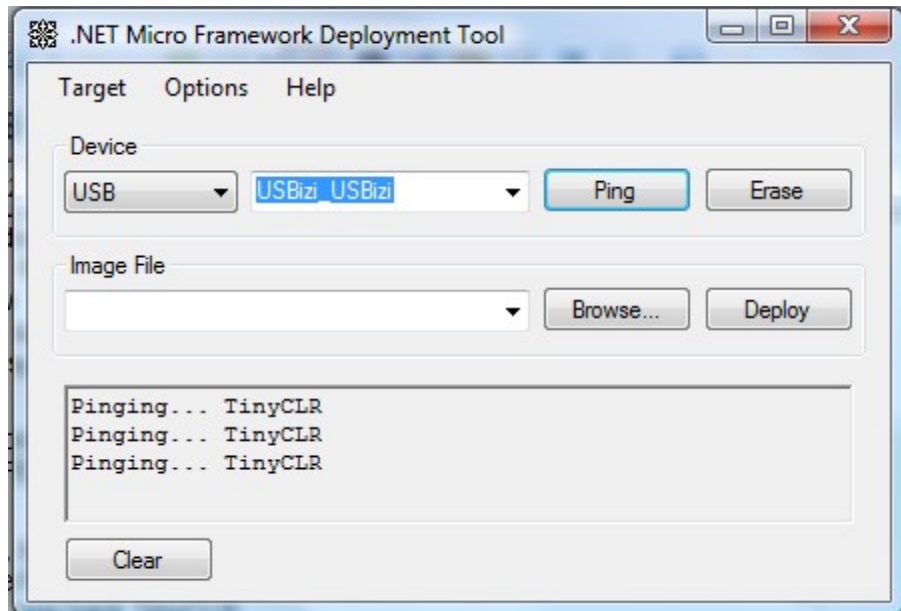 .NET Micro Framework Deployment Tool
Target Options Help
Device
USB USBizi_USBizi Ping Erase
Image File
Browse... Deploy
Pinging... TinyCLR
Pinging... TinyCLR
Pinging... TinyCLR
Clear